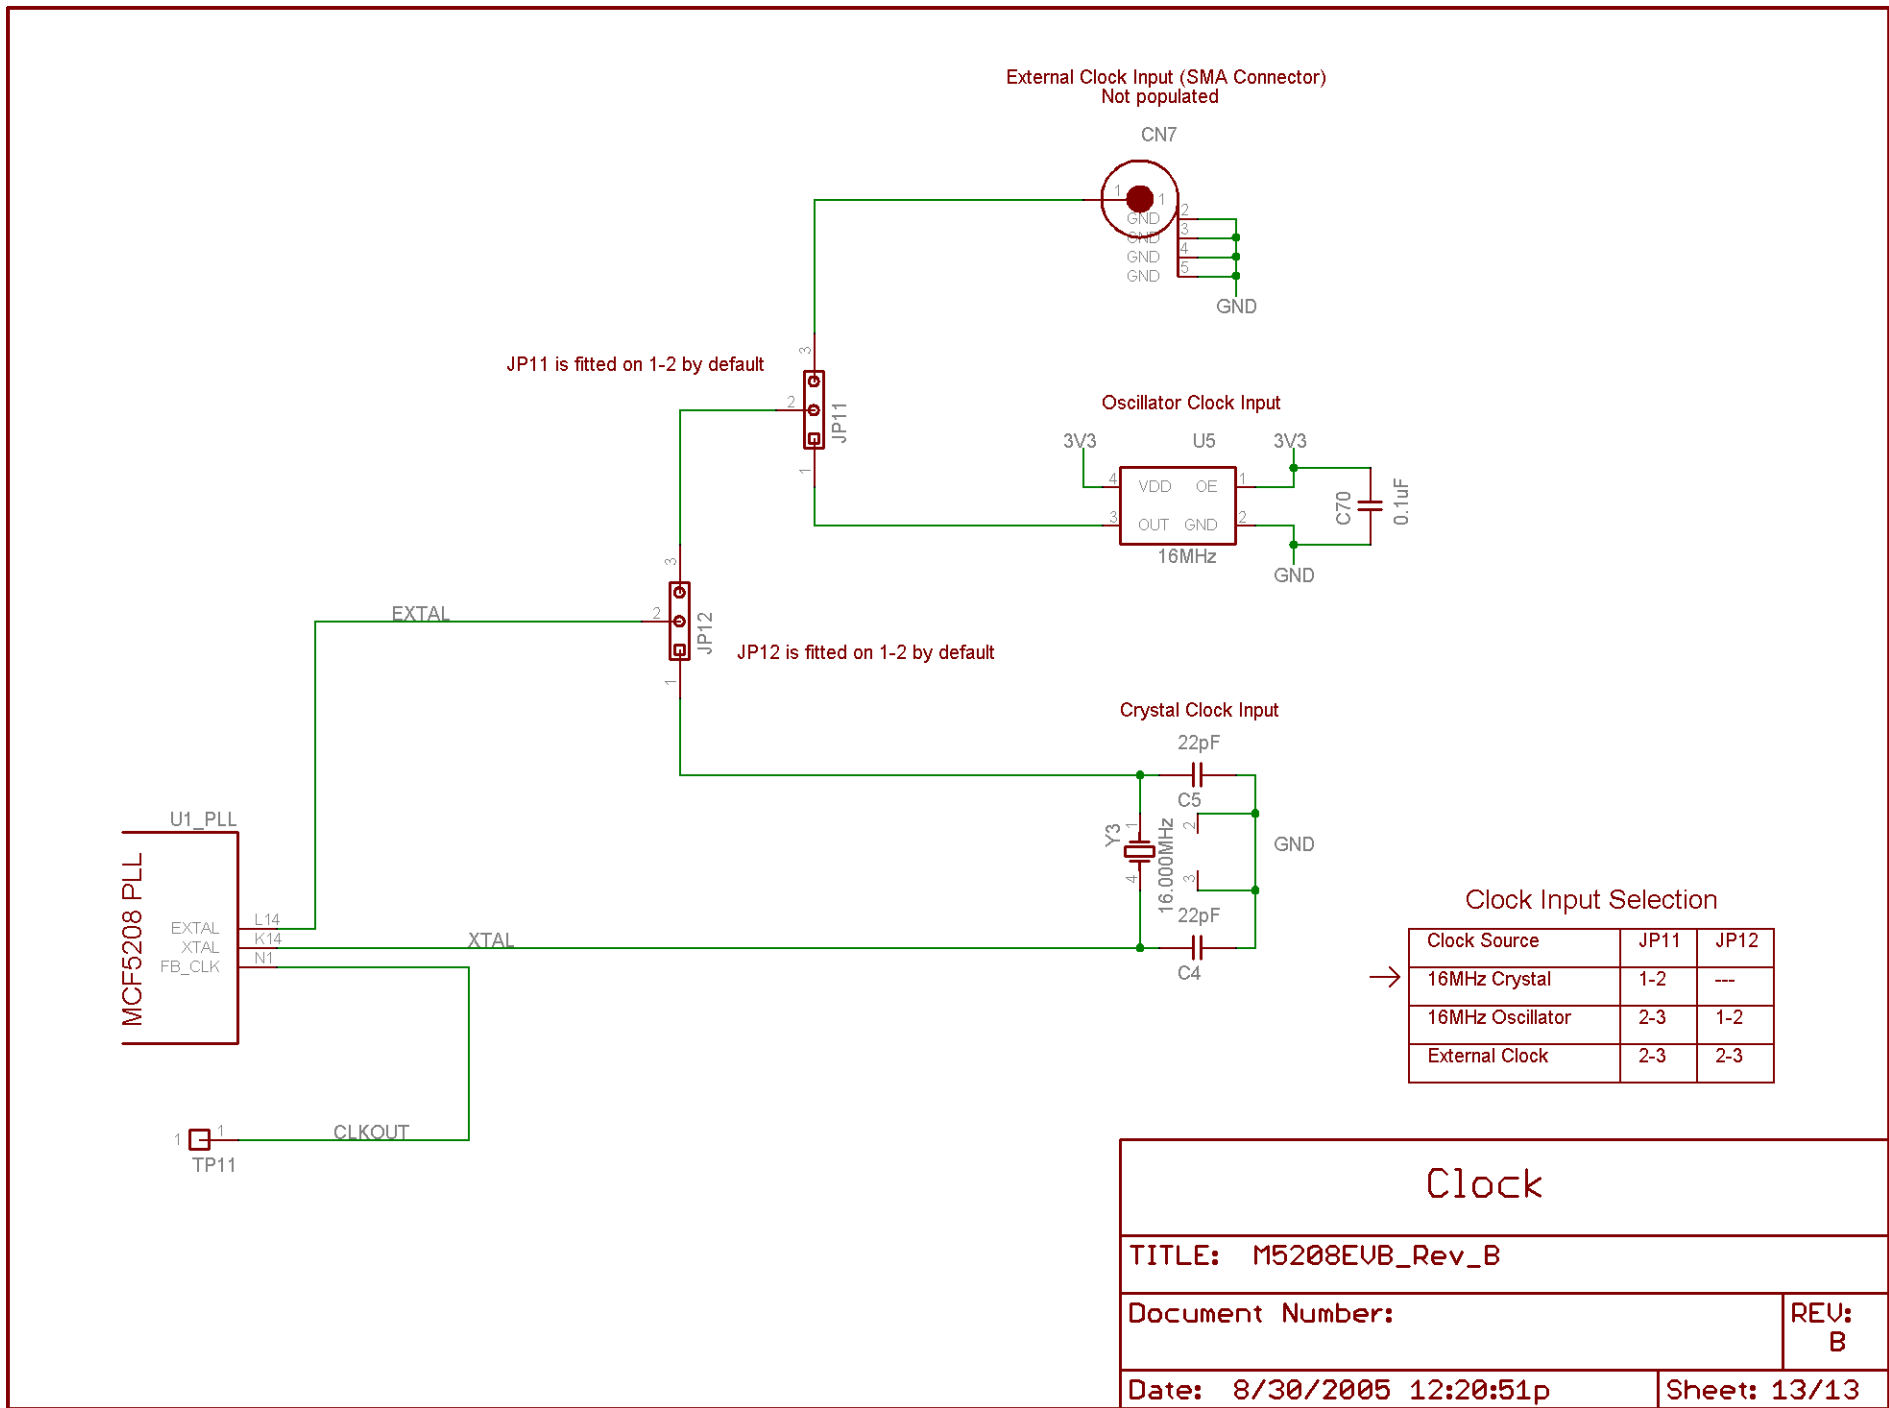 External Clock Input (SMA Connector)
Not populated
CN7
1
1
GND
2
GND
3
GND
4
GND
5
GND
JP11 is fitted on 1-2 by default
3
2
1
JP11
Oscillator Clock Input
3V3
U5
3V3
4
VDD
OE
1
3
OUT
GND
2
16MHz
C70
0.1uF
GND
EXTAL
3
2
1
JP12
JP12 is fitted on 1-2 by default
Crystal Clock Input
22pF
C5
Y3
1
4
16.000MHz
2
3
GND
22pF
C4
U1_PLL
MCF5208 PLL
EXTAL
L14
XTAL
K14
FB_CLK
N1
XTAL
CLKOUT
1
1
TP11
Clock Input Selection
Clock Source JP11 JP12
16MHz Crystal 1-2 ---
16MHz Oscillator 2-3 1-2
External Clock 2-3 2-3
Clock
TITLE: M5208EVB_Rev_B
Document Number:
REV:
B
Date: 8/30/2005 12:20:51p
Sheet: 13/13